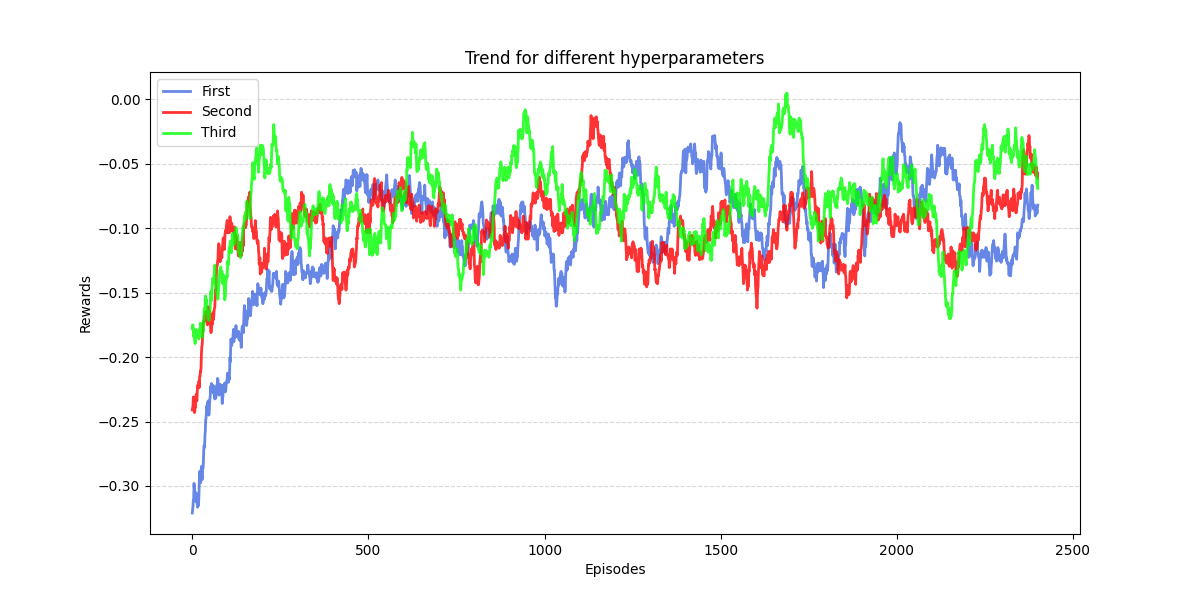 Trend for different hyperparameters
First
Second
Third
Rewards
0.00
−0.05
−0.10
−0.15
−0.20
−0.25
−0.30
0 500 1000 1500 2000 2500
Episodes